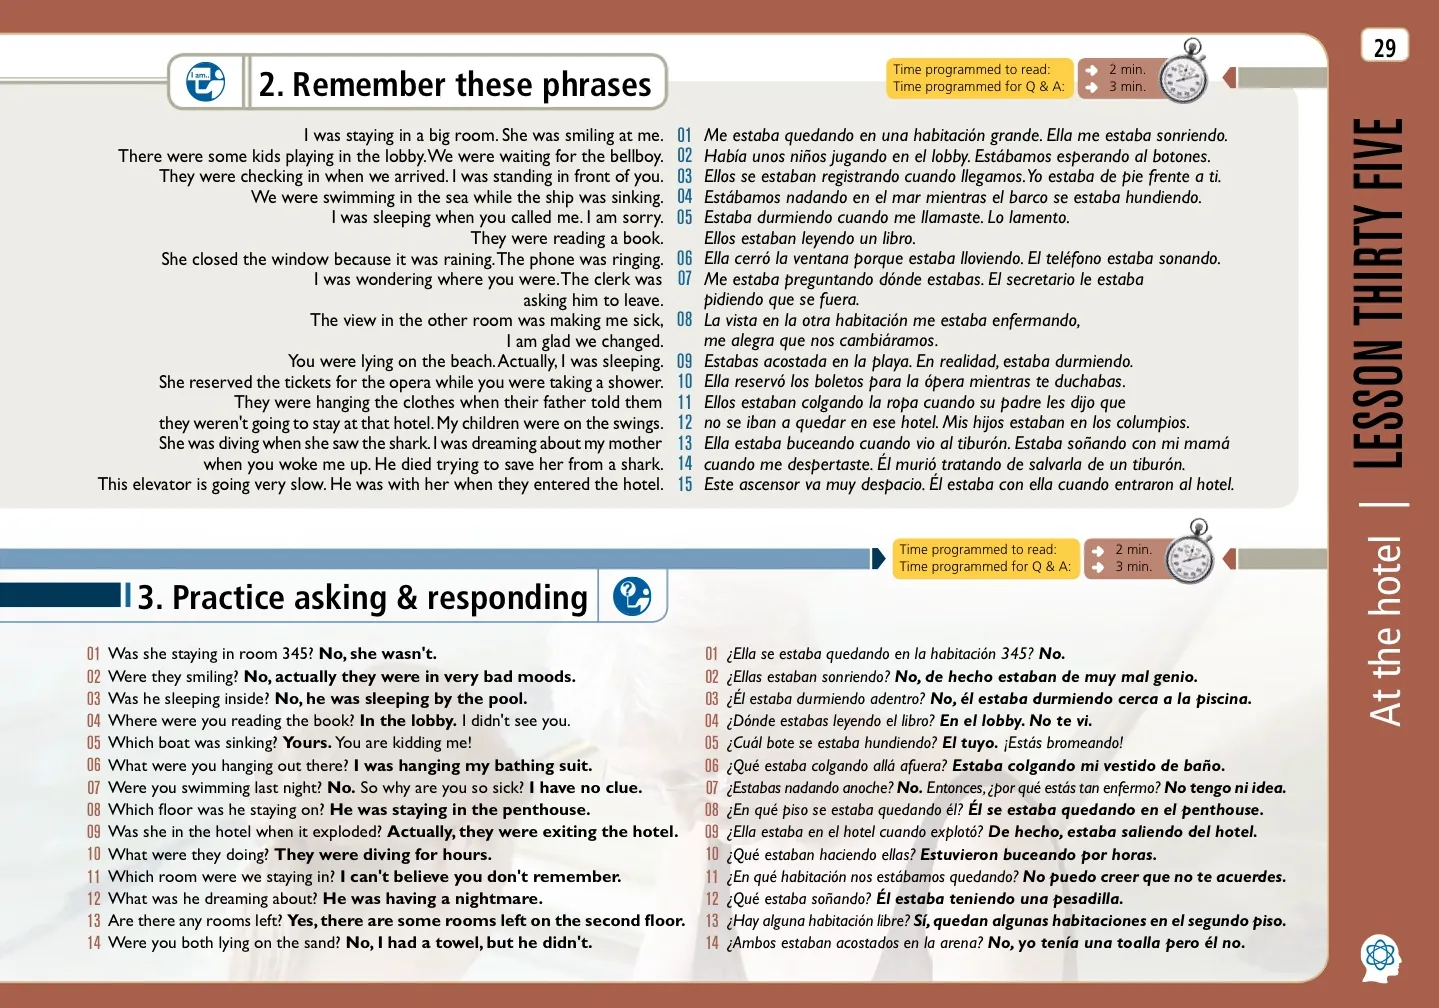 29
I am..
2. Remember these phrases
Time programmed to read: 2 min.
Time programmed for Q & A: 3 min.
I was staying in a big room. She was smiling at me. 01 Me estaba quedando en una habitación grande. Ella me estaba sonriendo.
There were some kids playing in the lobby. We were waiting for the bellboy. 02 Había unos niños jugando en el lobby. Estábamos esperando al botones.
They were checking in when we arrived. I was standing in front of you. 03 Ellos se estaban registrando cuando llegamos. Yo estaba de pie frente a ti.
We were swimming in the sea while the ship was sinking. 04 Estábamos nadando en el mar mientras el barco se estaba hundiendo.
I was sleeping when you called me. I am sorry. 05 Estaba durmiendo cuando me llamaste. Lo lamento.
They were reading a book. Ellos estaban leyendo un libro.
She closed the window because it was raining. The phone was ringing. 06 Ella cerró la ventana porque estaba lloviendo. El teléfono estaba sonando.
I was wondering where you were. The clerk was 07 Me estaba preguntando dónde estabas. El secretario le estaba
asking him to leave. pidiendo que se fuera.
The view in the other room was making me sick, 08 La vista en la otra habitación me estaba enfermando,
I am glad we changed. me alegra que nos cambiáramos.
You were lying on the beach. Actually, I was sleeping. 09 Estabas acostada en la playa. En realidad, estaba durmiendo.
She reserved the tickets for the opera while you were taking a shower. 10 Ella reservó los boletos para la ópera mientras te duchabas.
They were hanging the clothes when their father told them 11 Ellos estaban colgando la ropa cuando su padre les dijo que
they weren't going to stay at that hotel. My children were on the swings. 12 no se iban a quedar en ese hotel. Mis hijos estaban en los columpios.
She was diving when she saw the shark. I was dreaming about my mother 13 Ella estaba buceando cuando vio al tiburón. Estaba soñando con mi mamá
when you woke me up. He died trying to save her from a shark. 14 cuando me despertaste. Él murió tratando de salvarla de un tiburón.
This elevator is going very slow. He was with her when they entered the hotel. 15 Este ascensor va muy despacio. Él estaba con ella cuando entraron al hotel.
Time programmed to read: 2 min.
Time programmed for Q & A: 3 min.
3. Practice asking & responding
01 Was she staying in room 345? No, she wasn't.
02 Were they smiling? No, actually they were in very bad moods.
03 Was he sleeping inside? No, he was sleeping by the pool.
04 Where were you reading the book? In the lobby. I didn't see you.
05 Which boat was sinking? Yours. You are kidding me!
06 What were you hanging out there? I was hanging my bathing suit.
07 Were you swimming last night? No. So why are you so sick? I have no clue.
08 Which floor was he staying on? He was staying in the penthouse.
09 Was she in the hotel when it exploded? Actually, they were exiting the hotel.
10 What were they doing? They were diving for hours.
11 Which room were we staying in? I can't believe you don't remember.
12 What was he dreaming about? He was having a nightmare.
13 Are there any rooms left? Yes, there are some rooms left on the second floor.
14 Were you both lying on the sand? No, I had a towel, but he didn't.
01 ¿Ella se estaba quedando en la habitación 345? No.
02 ¿Ellas estaban sonriendo? No, de hecho estaban de muy mal genio.
03 ¿Él estaba durmiendo adentro? No, él estaba durmiendo cerca a la piscina.
04 ¿Dónde estabas leyendo el libro? En el lobby. No te vi.
05 ¿Cuál bote se estaba hundiendo? El tuyo. ¡Estás bromeando!
06 ¿Qué estaba colgando allá afuera? Estaba colgando mi vestido de baño.
07 ¿Estabas nadando anoche? No. Entonces, ¿por qué estás tan enfermo? No tengo ni idea.
08 ¿En qué piso se estaba quedando él? Él se estaba quedando en el penthouse.
09 ¿Ella estaba en el hotel cuando explotó? De hecho, estaba saliendo del hotel.
10 ¿Qué estaban haciendo ellas? Estuvieron buceando por horas.
11 ¿En qué habitación nos estábamos quedando? No puedo creer que no te acuerdes.
12 ¿Qué estaba soñando? Él estaba teniendo una pesadilla.
13 ¿Hay alguna habitación libre? Sí, quedan algunas habitaciones en el segundo piso.
14 ¿Ambos estaban acostados en la arena? No, yo tenía una toalla pero él no.
At the hotel | LESSON THIRTY FIVE